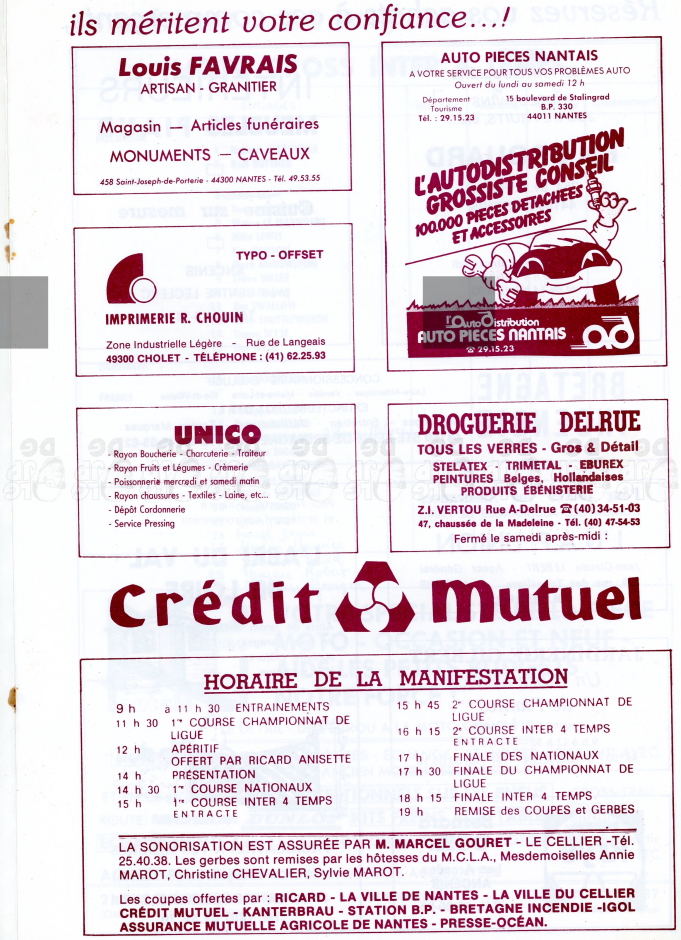 ils méritent votre confiance...!
Louis FAVRAIS
ARTISAN - GRANITIER
Magasin — Articles funéraires
MONUMENTS — CAVEAUX
458 Saint-Joseph-de-Porterie - 44300 NANTES - Tél. 49.53.55
AUTO PIECES NANTAIS
A VOTRE SERVICE POUR TOUS VOS PROBLÈMES AUTO
Ouvert du lundi au samedi 12 h
Département
Tourisme
Tél. : 29.15.23
15 boulevard de Stalingrad
B.P. 330
44011 NANTES
L'AUTODISTRIBUTION
GROSSISTE CONSEIL
100.000 PIECES DETACHEES
ET ACCESSOIRES
l'AutoDistribution
AUTO PIECES NANTAIS
☎ 29.15.23
ad
TYPO - OFFSET
IMPRIMERIE R. CHOUIN
Zone Industrielle Légère - Rue de Langeais
49300 CHOLET - TÉLÉPHONE : (41) 62.25.93
UNICO
- Rayon Boucherie - Charcuterie - Traiteur
- Rayon Fruits et Légumes - Crèmerie
- Poissonnerie mercredi et samedi matin
- Rayon chaussures - Textiles - Laine, etc...
- Dépôt Cordonnerie
- Service Pressing
DROGUERIE DELRUE
TOUS LES VERRES - Gros & Détail
STELATEX - TRIMETAL - EBUREX
PEINTURES Belges, Hollandaises
PRODUITS ÉBÉNISTERIE
Z.I. VERTOU Rue A-Delrue ☎ (40) 34-51-03
47, chaussée de la Madeleine - Tél. (40) 47-54-53
Fermé le samedi après-midi :
Crédit Mutuel
HORAIRE DE LA MANIFESTATION
9 h à 11 h 30 ENTRAINEMENTS
11 h 30 1re COURSE CHAMPIONNAT DE
LIGUE
12 h APÉRITIF
OFFERT PAR RICARD ANISETTE
14 h PRÉSENTATION
14 h 30 1re COURSE NATIONAUX
15 h 1re COURSE INTER 4 TEMPS
ENTRACTE
15 h 45 2e COURSE CHAMPIONNAT DE
LIGUE
16 h 15 2e COURSE INTER 4 TEMPS
ENTRACTE
17 h FINALE DES NATIONAUX
17 h 30 FINALE DU CHAMPIONNAT DE
LIGUE
18 h 15 FINALE INTER 4 TEMPS
19 h REMISE des COUPES et GERBES
LA SONORISATION EST ASSURÉE PAR M. MARCEL GOURET - LE CELLIER -Tél.
25.40.38. Les gerbes sont remises par les hôtesses du M.C.L.A., Mesdemoiselles Annie
MAROT, Christine CHEVALIER, Sylvie MAROT.
Les coupes offertes par : RICARD - LA VILLE DE NANTES - LA VILLE DU CELLIER
CRÉDIT MUTUEL - KANTERBRAU - STATION B.P. - BRETAGNE INCENDIE -IGOL
ASSURANCE MUTUELLE AGRICOLE DE NANTES - PRESSE-OCÉAN.